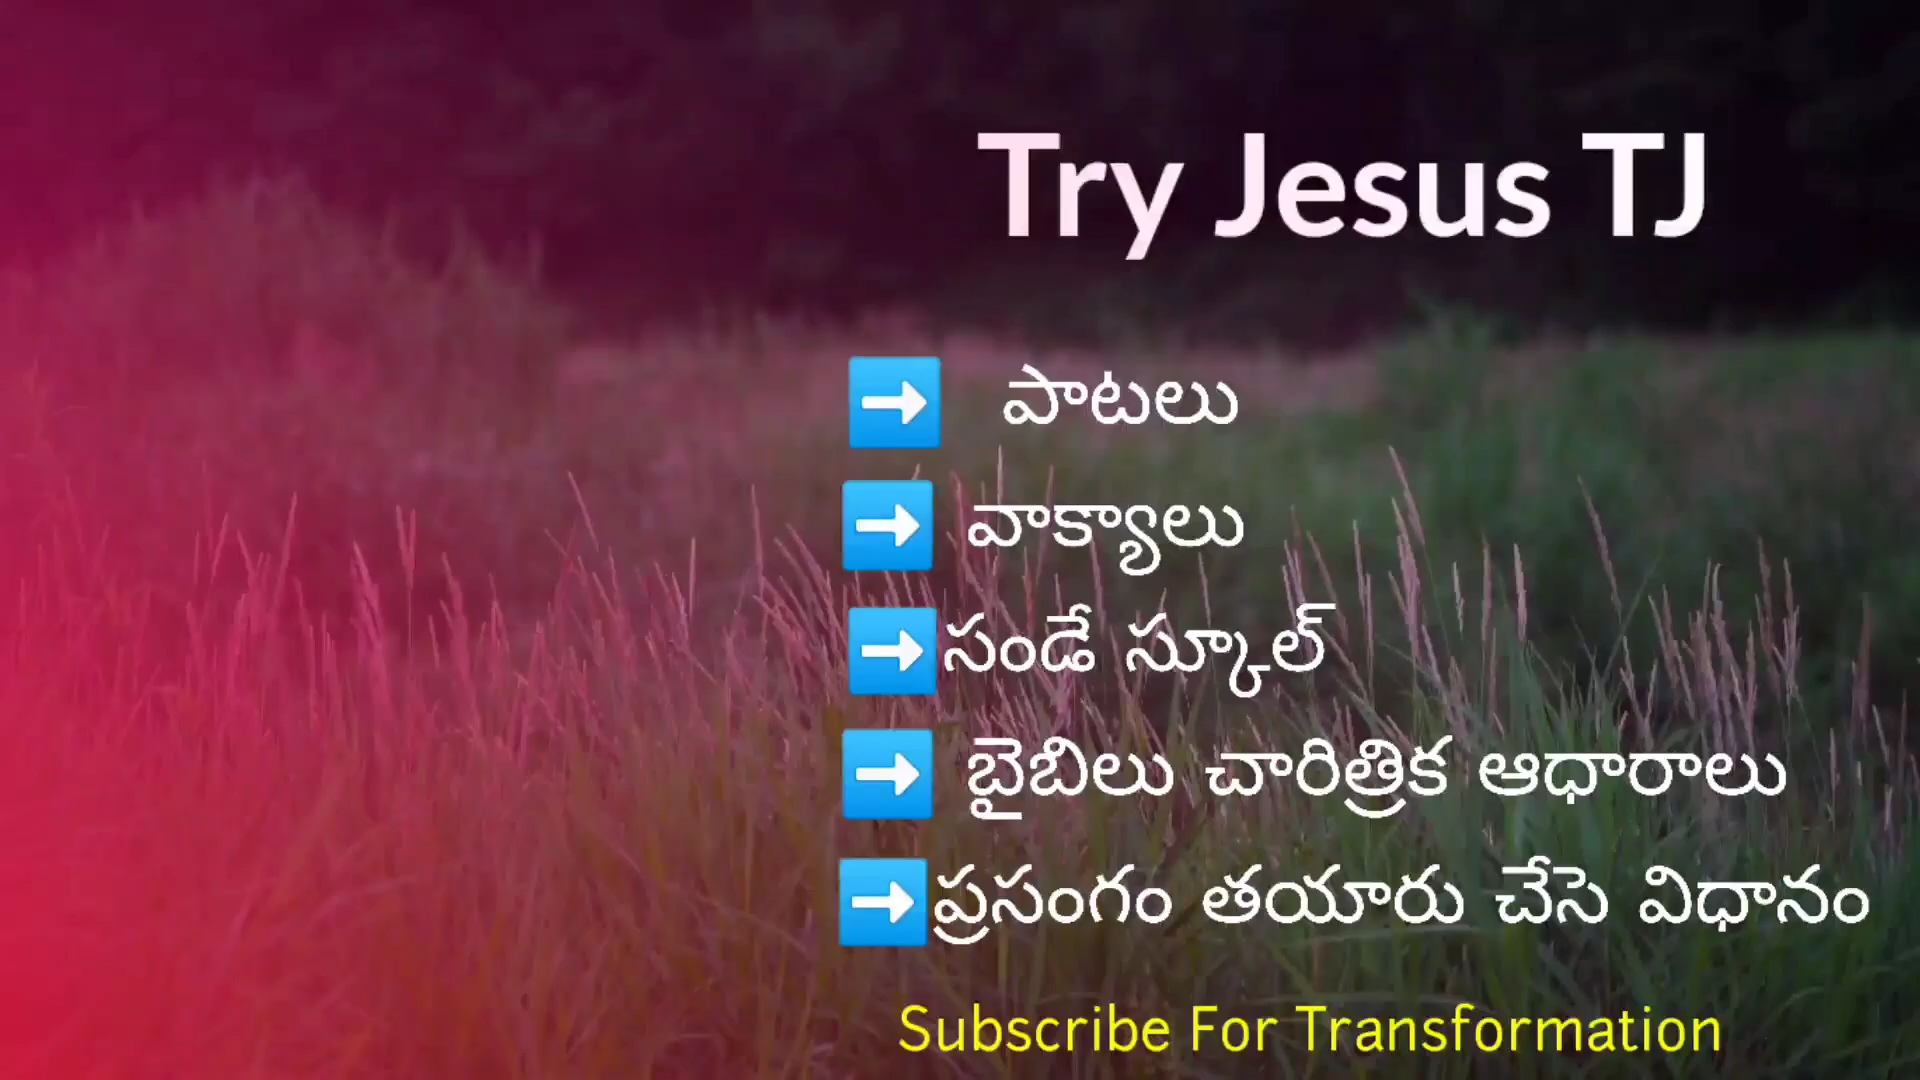 Try Jesus TJ
పాటలు
వాక్యాలు
సండే స్కూల్
బైబిలు చారిత్రిక ఆధారాలు
ప్రసంగం తయారు చేసె విధానం
Subscribe For Transformation